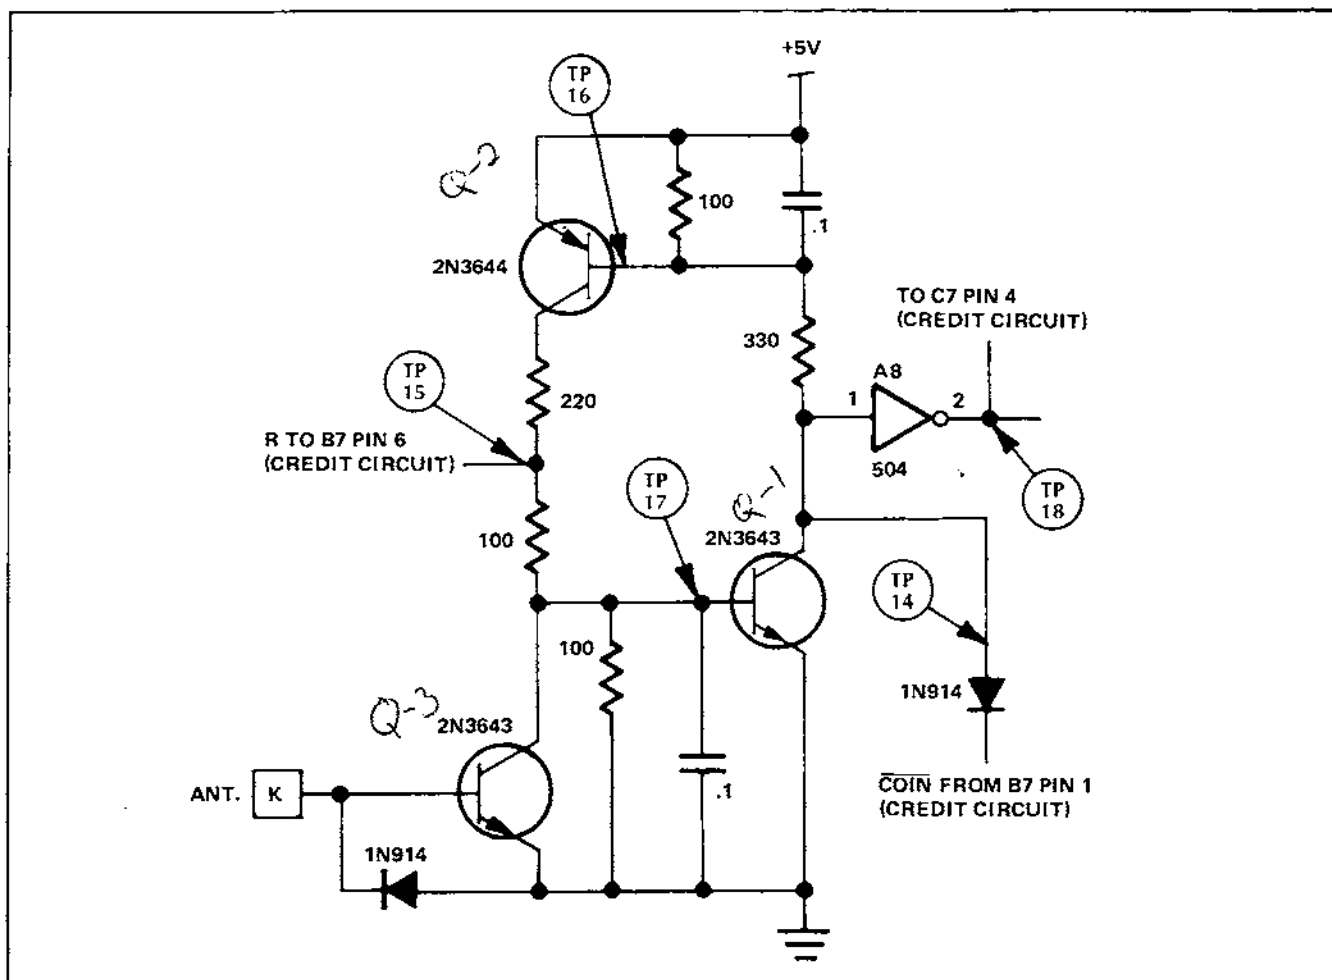 +5V
TP
16
Q-2
100
.1
2N3644
TO C7 PIN 4
(CREDIT CIRCUIT)
330
A8
TP
15
220
1
2
R TO B7 PIN 6
(CREDIT CIRCUIT)
504
TP
17
Q-1
TP
18
100
2N3643
TP
14
100
1N914
Q-3
2N3643
COIN FROM B7 PIN 1
(CREDIT CIRCUIT)
ANT.
K
.1
1N914